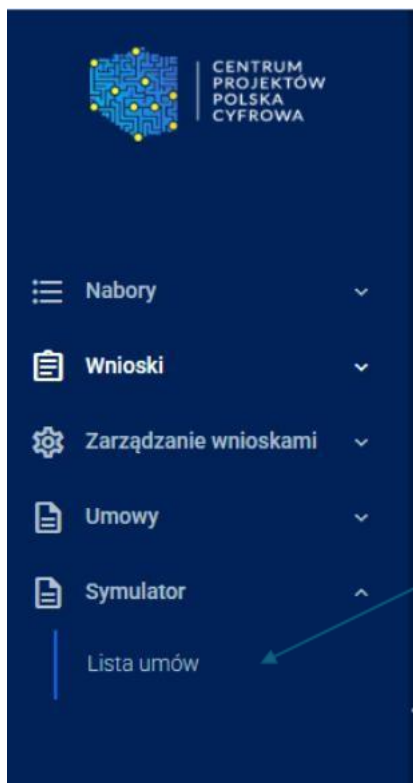 CENTRUM
PROJEKTÓW
POLSKA
CYFROWA
Nabory
Wnioski
Zarządzanie wnioskami
Umowy
Symulator
Lista umów